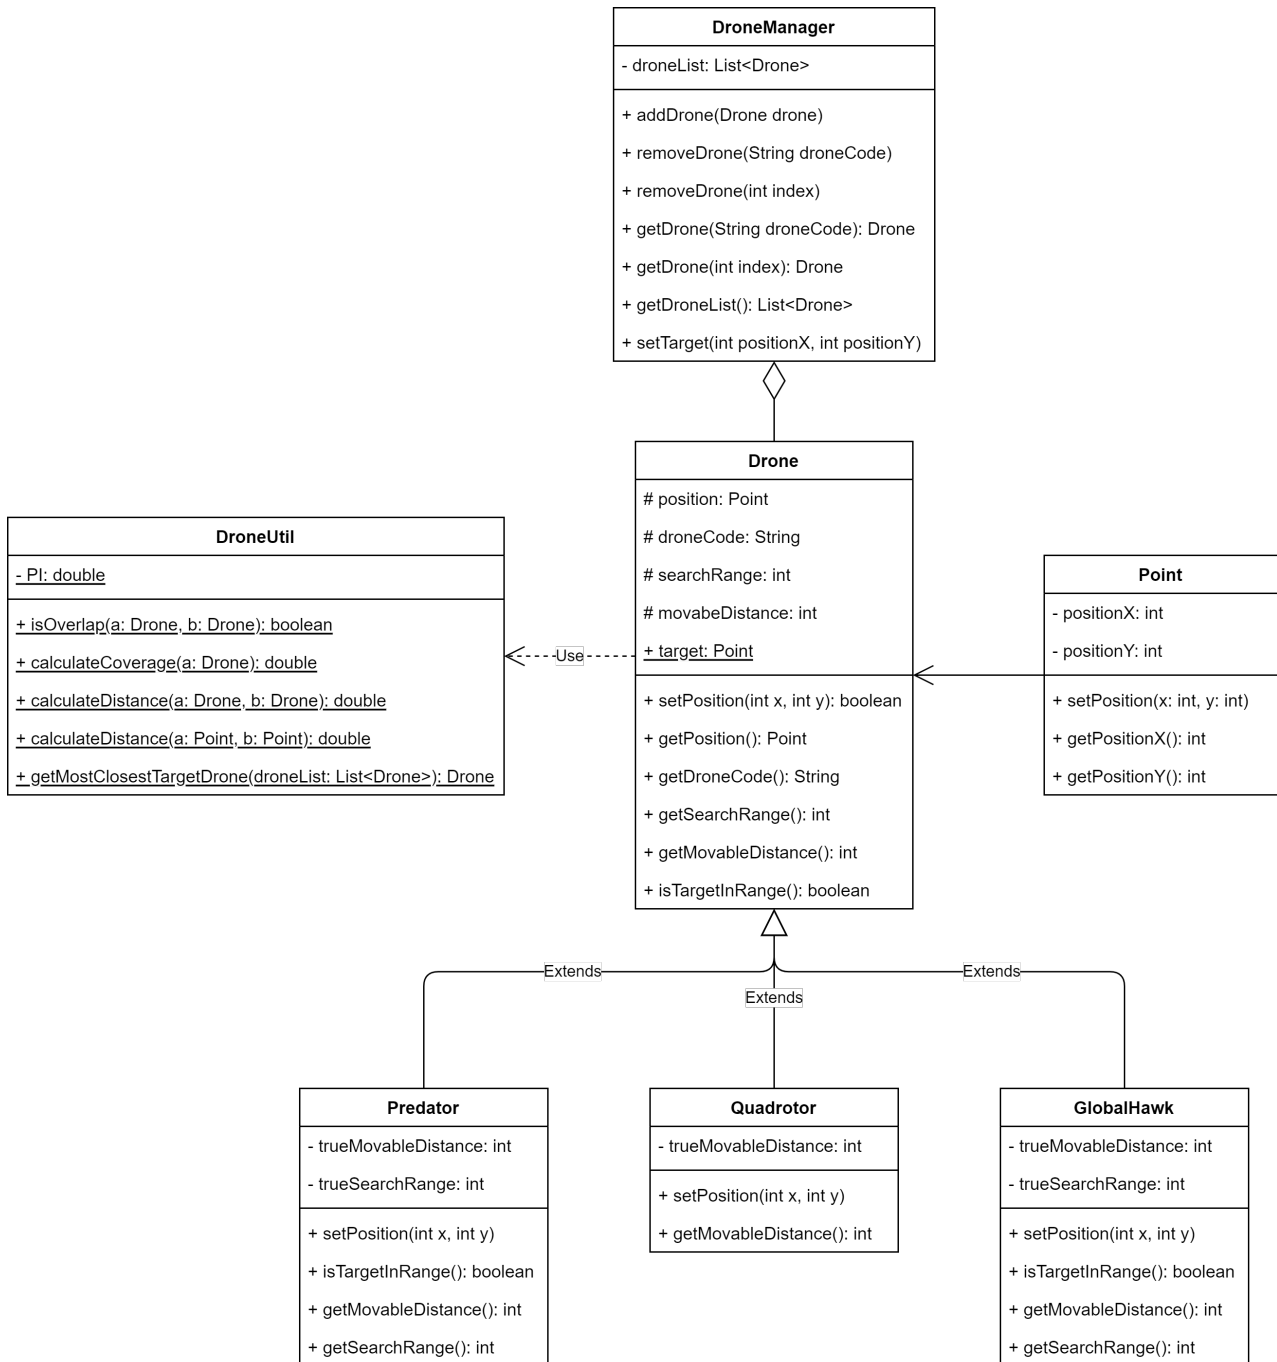 DroneManager
- droneList: List<Drone>
+ addDrone(Drone drone)
+ removeDrone(String droneCode)
+ removeDrone(int index)
+ getDrone(String droneCode): Drone
+ getDrone(int index): Drone
+ getDroneList(): List<Drone>
+ setTarget(int positionX, int positionY)
Drone
# position: Point
# droneCode: String
# searchRange: int
# movabeDistance: int
+ target: Point
+ setPosition(int x, int y): boolean
+ getPosition(): Point
+ getDroneCode(): String
+ getSearchRange(): int
+ getMovableDistance(): int
+ isTargetInRange(): boolean
DroneUtil
- PI: double
+ isOverlap(a: Drone, b: Drone): boolean
+ calculateCoverage(a: Drone): double
+ calculateDistance(a: Drone, b: Drone): double
+ calculateDistance(a: Point, b: Point): double
+ getMostClosestTargetDrone(droneList: List<Drone>): Drone
Use
Point
- positionX: int
- positionY: int
+ setPosition(x: int, y: int)
+ getPositionX(): int
+ getPositionY(): int
Extends
Extends
Extends
Predator
- trueMovableDistance: int
- trueSearchRange: int
+ setPosition(int x, int y)
+ isTargetInRange(): boolean
+ getMovableDistance(): int
+ getSearchRange(): int
Quadrotor
- trueMovableDistance: int
+ setPosition(int x, int y)
+ getMovableDistance(): int
GlobalHawk
- trueMovableDistance: int
- trueSearchRange: int
+ setPosition(int x, int y)
+ isTargetInRange(): boolean
+ getMovableDistance(): int
+ getSearchRange(): int